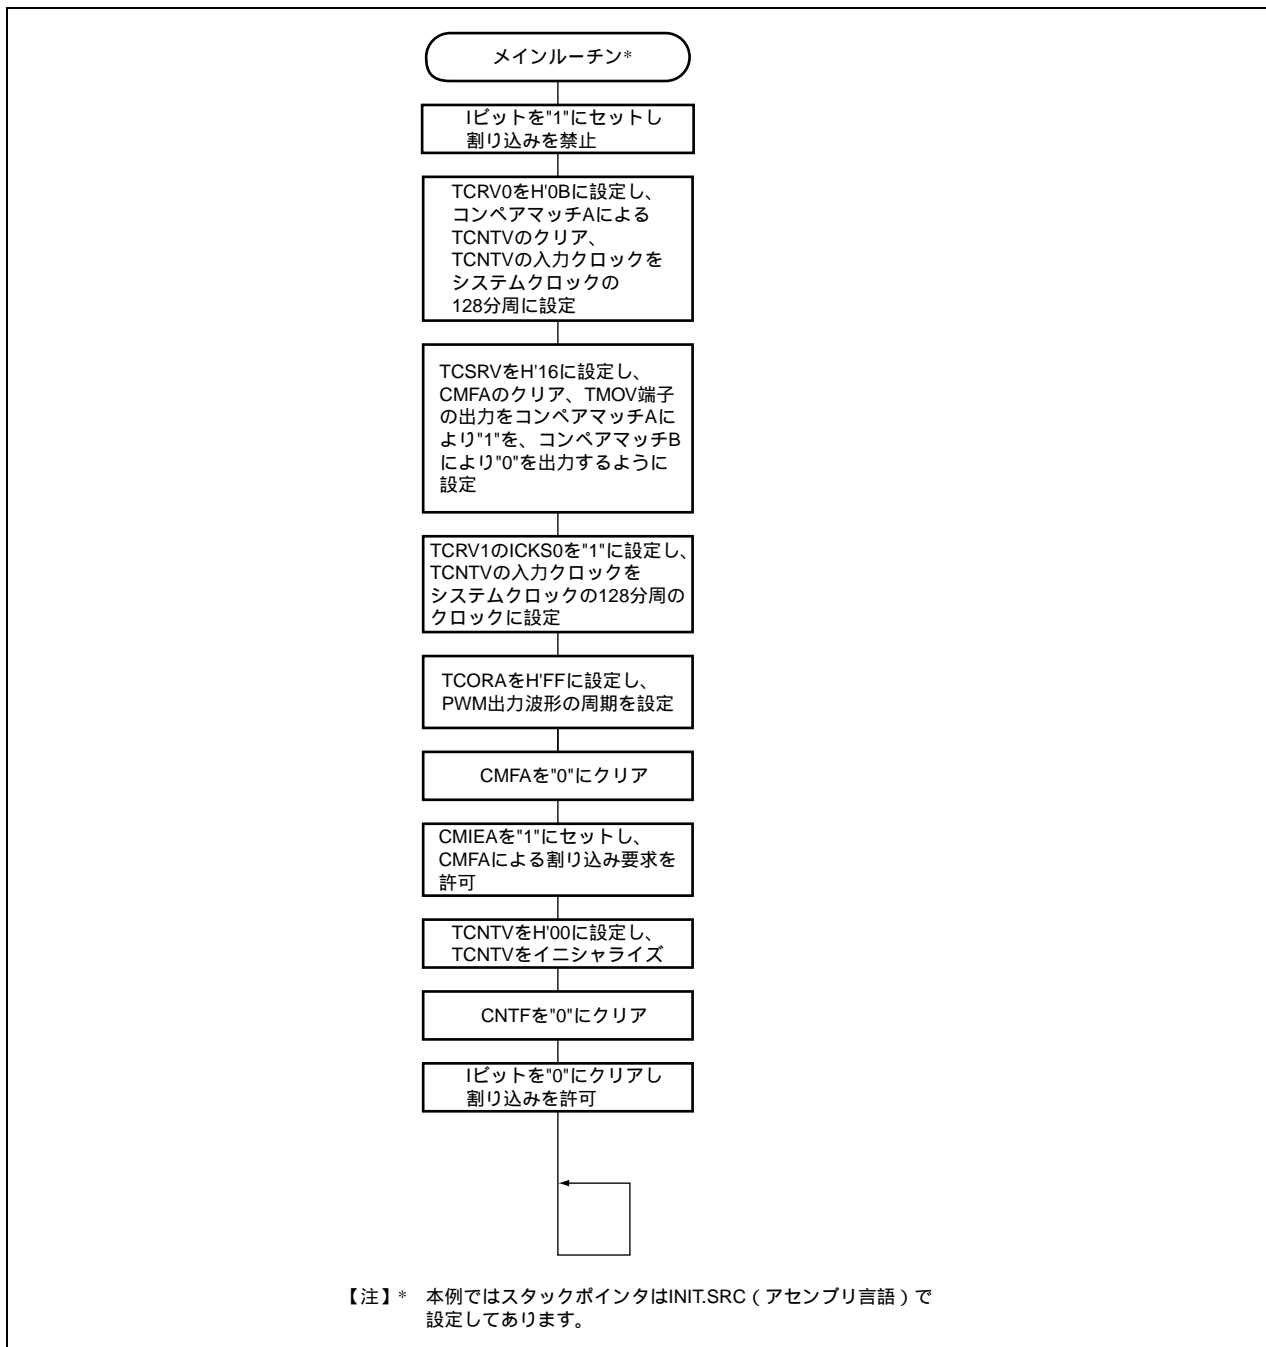 メインルーチン*
Iビットを"1"にセットし
割り込みを禁止
TCRV0をH'0Bに設定し、
コンペアマッチAによる
TCNTVのクリア、
TCNTVの入力クロックを
システムクロックの
128分周に設定
TCSRVをH'16に設定し、
CMFAのクリア、TMOV端子
の出力をコンペアマッチAに
より"1"を、コンペアマッチB
により"0"を出力するように
設定
TCRV1のICKS0を"1"に設定し、
TCNTVの入力クロックを
システムクロックの128分周の
クロックに設定
TCORAをH'FFに設定し、
PWM出力波形の周期を設定
CMFAを"0"にクリア
CMIEAを"1"にセットし、
CMFAによる割り込み要求を
許可
TCNTVをH'00に設定し、
TCNTVをイニシャライズ
CNTFを"0"にクリア
Iビットを"0"にクリアし
割り込みを許可
【注】* 本例ではスタックポインタはINIT.SRC（アセンブリ言語）で
設定してあります。